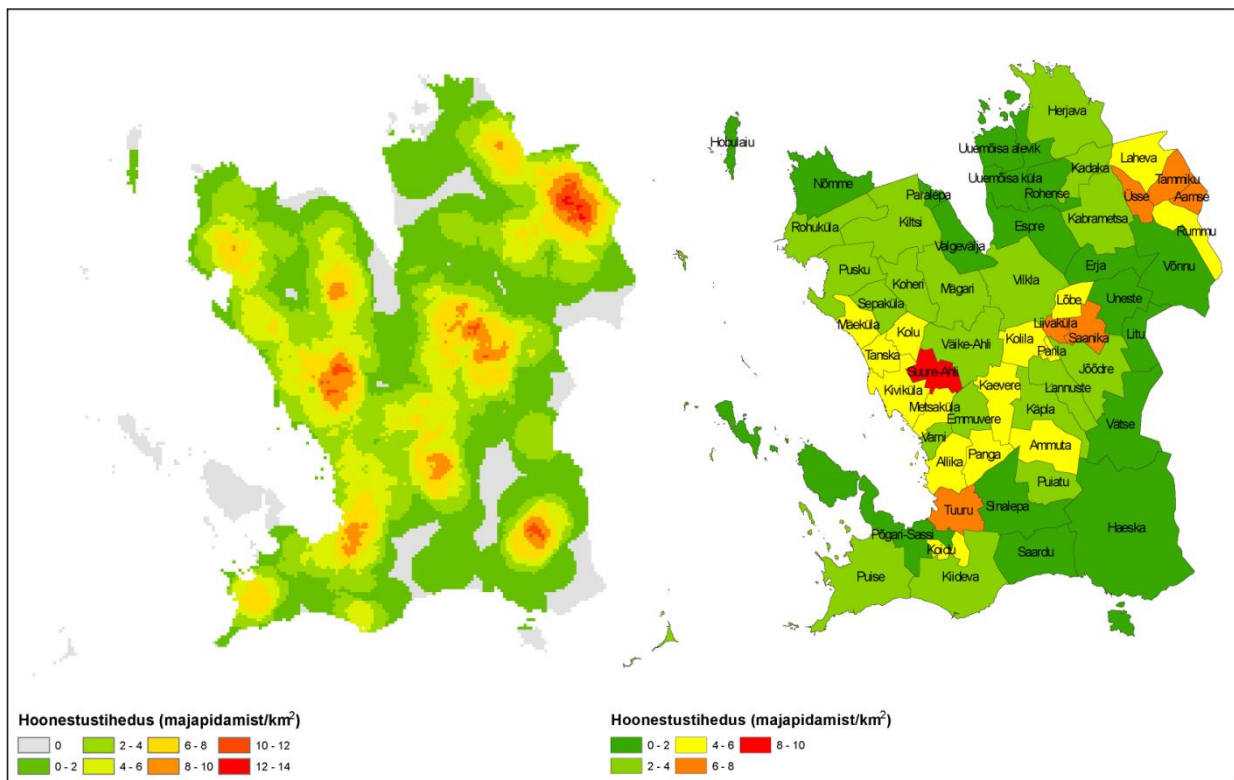 Herjava
Hobulaiu
Uuemõisa alevik
Laheva
Kadaka
Tammiku
Uuemõisa küla
Nõmme
Rohense
Üsse
Aamse
Paralepa
Kabrametsa
Rohuküla
Kiltsi
Espre
Rummu
Valgevälja
Pusku
Erja
Võnnu
Vilkla
Koheri
Mägari
Uneste
Sepaküla
Lõbe
Mäeküla
Kolu
Liivaküla
Litu
Väike-Ahli
Kolila
Saanika
Tanska
Parila
Suure-Ahli
Jõõdre
Kiviküla
Kaevere
Lannuste
Metsaküla
Emmuvere
Käpla
Vätse
Varni
Ammuta
Allika
Panga
Puiatu
Tuuru
Sinalepa
Haeska
Põgari-Sassi
Koidu
Saardu
Puise
Kiideva
Hoonestustihedus (majapidamist/km²)
0
2 - 4
6 - 8
10 - 12
0 - 2
4 - 6
8 - 10
12 - 14
Hoonestustihedus (majapidamist/km²)
0 - 2
4 - 6
8 - 10
2 - 4
6 - 8